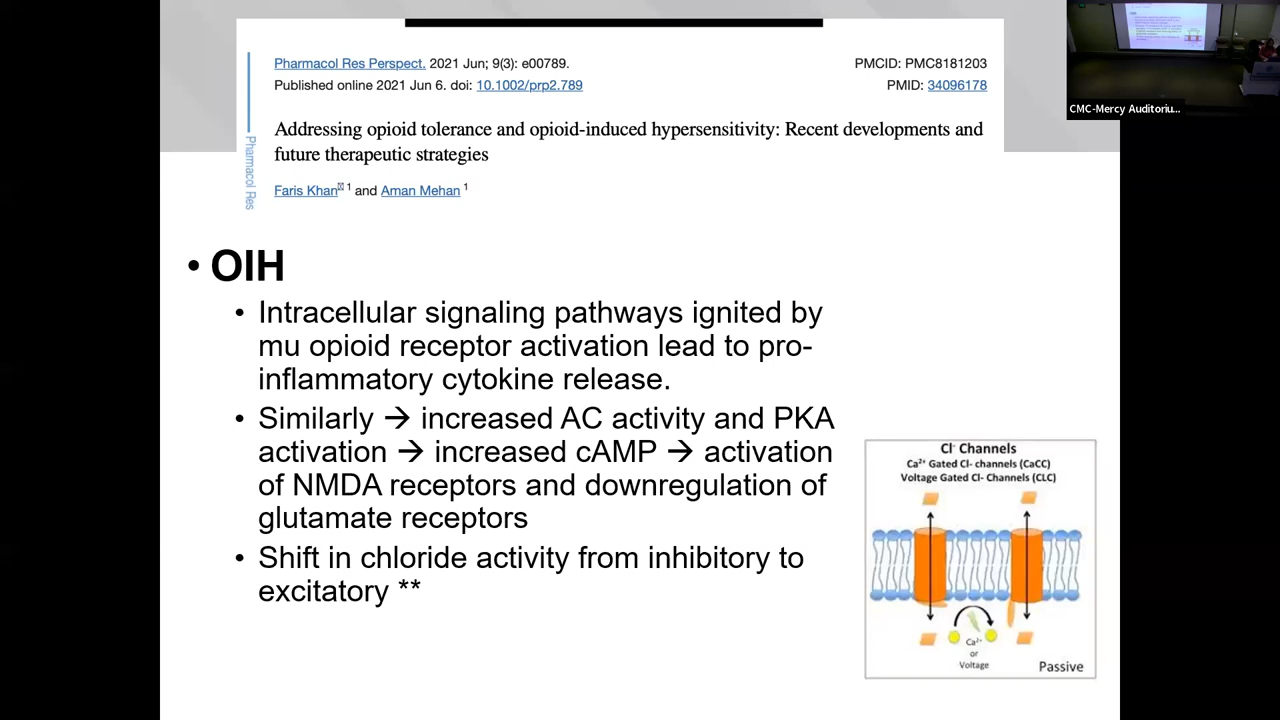 Pharmacol Res Perspect. 2021 Jun; 9(3): e00789.
PMCID: PMC8181203
Published online 2021 Jun 6. doi: 10.1002/prp2.789
PMID: 34096178
Pharmacol Res
Addressing opioid tolerance and opioid-induced hypersensitivity: Recent developments and
future therapeutic strategies
Faris Khan 1 and Aman Mehan 1
CMC-Mercy Auditoriu...
• OIH
• Intracellular signaling pathways ignited by
mu opioid receptor activation lead to pro-
inflammatory cytokine release.
• Similarly → increased AC activity and PKA
activation → increased cAMP → activation
of NMDA receptors and downregulation of
glutamate receptors
• Shift in chloride activity from inhibitory to
excitatory **
Cl⁻ Channels
Ca²⁺ Gated Cl- channels (CaCC)
Voltage Gated Cl- Channels (CLC)
Ca²⁺
or
Voltage
Passive